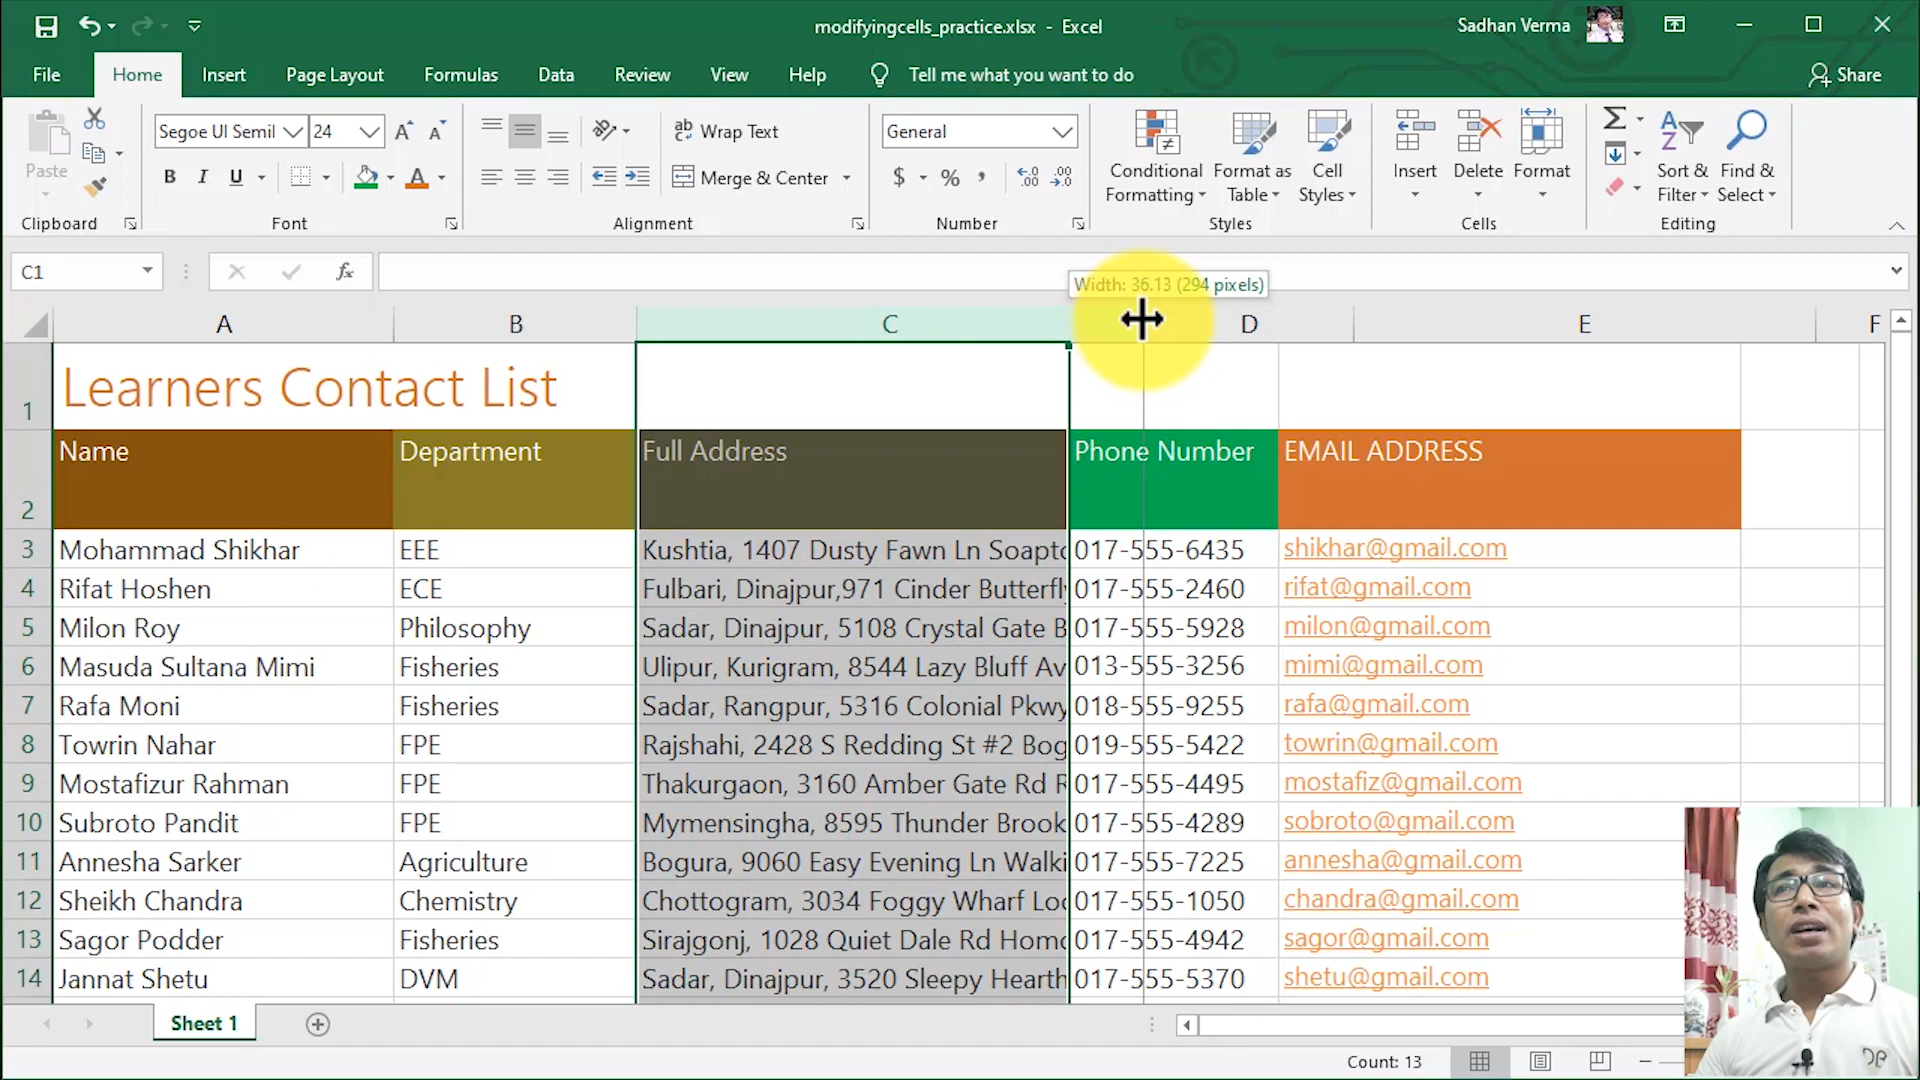 modifyingcells_practice.xlsx - Excel
Sadhan Verma
File Home Insert Page Layout Formulas Data Review View Help Tell me what you want to do Share
Segoe UI Semil 24
Wrap Text
General
Paste
B I U
Merge & Center
$ % ,
Conditional Formatting
Format as Table
Cell Styles
Insert
Delete
Format
Sort & Filter
Find & Select
Clipboard Font Alignment Number Styles Cells Editing
C1
fx
Width: 36.13 (294 pixels)
A B C D E F
1 Learners Contact List
2 Name Department Full Address Phone Number EMAIL ADDRESS
3 Mohammad Shikhar EEE Kushtia, 1407 Dusty Fawn Ln 017-555-6435 shikhar@gmail.com
4 Rifat Hoshen ECE Fulbari, Dinajpur,971 Cinder Butterfl 017-555-2460 rifat@gmail.com
5 Milon Roy Philosophy Sadar, Dinajpur, 5108 Crystal Gate B 017-555-5928 milon@gmail.com
6 Masuda Sultana Mimi Fisheries Ulipur, Kurigram, 8544 Lazy Bluff Av 013-555-3256 mimi@gmail.com
7 Rafa Moni Fisheries Sadar, Rangpur, 5316 Colonial Pkwy 018-555-9255 rafa@gmail.com
8 Towrin Nahar FPE Rajshahi, 2428 S Redding St #2 Bog 019-555-5422 towrin@gmail.com
9 Mostafizur Rahman FPE Thakurgaon, 3160 Amber Gate Rd 017-555-4495 mostafiz@gmail.com
10 Subroto Pandit FPE Mymensingha, 8595 Thunder Brook 017-555-4289 sobroto@gmail.com
11 Annesha Sarker Agriculture Bogura, 9060 Easy Evening Ln Walki 017-555-7225 annesha@gmail.com
12 Sheikh Chandra Chemistry Chottogram, 3034 Foggy Wharf 017-555-1050 chandra@gmail.com
13 Sagor Podder Fisheries Sirajgonj, 1028 Quiet Dale Rd 017-555-4942 sagor@gmail.com
14 Jannat Shetu DVM Sadar, Dinajpur, 3520 Sleepy Hearth 017-555-5370 shetu@gmail.com
Sheet 1
Count: 13